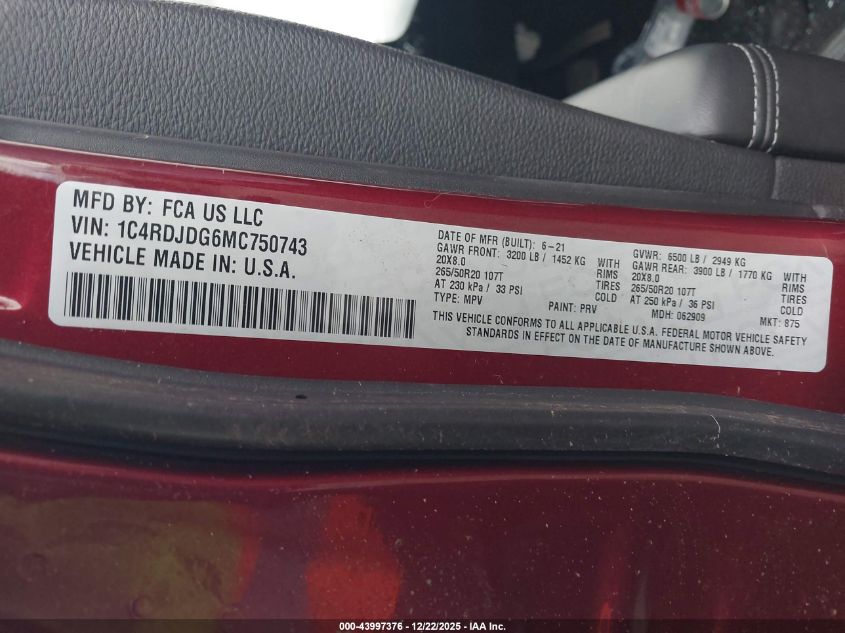 MFD BY: FCA US LLC
VIN: 1C4RDJDG6MC750743
VEHICLE MADE IN: U.S.A.
DATE OF MFR (BUILT): 6-21
GAWR FRONT: 3200 LB / 1452 KG WITH
20X8.0 RIMS
265/50R20 107T TIRES
AT 230 kPa / 33 PSI COLD
TYPE: MPV PAINT: PRV
GVWR: 6500 LB / 2949 KG
GAWR REAR: 3900 LB / 1770 KG WITH
20X8.0 RIMS
265/50R20 107T TIRES
AT 250 kPa / 36 PSI COLD
MDH: 062909 MKT: 875
THIS VEHICLE CONFORMS TO ALL APPLICABLE U.S.A. FEDERAL MOTOR VEHICLE SAFETY
STANDARDS IN EFFECT ON THE DATE OF MANUFACTURE SHOWN ABOVE.
000-43997376 - 12/22/2025 - IAA Inc.